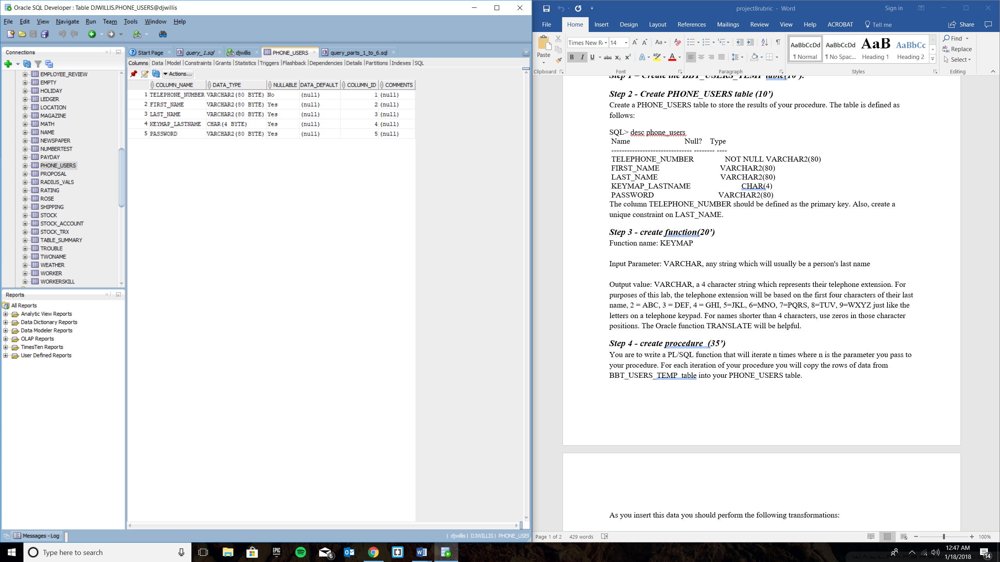 Oracle SQL Developer : Table DJWILLIS.PHONE_USERS@djwillis
File Edit View Navigate Run Team Tools Window Help
Connections
EMPLOYEE_REVIEW
EMPTY
HOLIDAY
LEDGER
LOCATION
MAGAZINE
MATH
NAME
NEWSPAPER
NUMBERTEST
PAYDAY
PHONE_USERS
PROPOSAL
RADIUS_VALS
RATING
ROSE
SHIPPING
STOCK
STOCK_ACCOUNT
STOCK_TRX
TABLE_SUMMARY
TROUBLE
TWONAME
WEATHER
WORKER
WORKERSKILL
Reports
All Reports
Analytic View Reports
Data Dictionary Reports
Data Modeler Reports
OLAP Reports
TimesTen Reports
User Defined Reports
Start Page query_1.sql djwillis PHONE_USERS query_parts_1_to_6.sql
Columns Data Model Constraints Grants Statistics Triggers Flashback Dependencies Details Partitions Indexes SQL
Actions...
COLUMN_NAME DATA_TYPE NULLABLE DATA_DEFAULT COLUMN_ID COMMENTS
1 TELEPHONE_NUMBER VARCHAR2(80 BYTE) No (null) 1 (null)
2 FIRST_NAME VARCHAR2(80 BYTE) Yes (null) 2 (null)
3 LAST_NAME VARCHAR2(80 BYTE) Yes (null) 3 (null)
4 KEYMAP_LASTNAME CHAR(4 BYTE) Yes (null) 4 (null)
5 PASSWORD VARCHAR2(80 BYTE) Yes (null) 5 (null)
Messages - Log
| djwillis | DJWILLIS | PHONE_USER
project8rubric - Word
Sign in
File Home Insert Design Layout References Mailings Review View Help ACROBAT Tell me Share
Paste
Clipboard
Times New R 14
Font
Paragraph
AaBbCcDd AaBbCcDd AaB AaBbCc
¶ Normal ¶ No Spac... Heading 1 Heading 2
Styles
Find
Replace
Select
Editing
Step 1 – Create the BBT_USERS_TEMP table(10').
Step 2 - Create PHONE_USERS table (10’)
Create a PHONE_USERS table to store the results of your procedure. The table is defined as
follows:
SQL> desc phone_users
Name Null? Type
------------------------------- -------- ----
TELEPHONE_NUMBER NOT NULL VARCHAR2(80)
FIRST_NAME VARCHAR2(80)
LAST_NAME VARCHAR2(80)
KEYMAP_LASTNAME CHAR(4)
PASSWORD VARCHAR2(80)
The column TELEPHONE_NUMBER should be defined as the primary key. Also, create a
unique constraint on LAST_NAME.
Step 3 - create function(20’)
Function name: KEYMAP
Input Parameter: VARCHAR, any string which will usually be a person's last name
Output value: VARCHAR, a 4 character string which represents their telephone extension. For
purposes of this lab, the telephone extension will be based on the first four characters of their last
name, 2 = ABC, 3 = DEF, 4 = GHI, 5=JKL, 6=MNO, 7=PQRS, 8=TUV, 9=WXYZ just like the
letters on a telephone keypad. For names shorter than 4 characters, use zeros in those character
positions. The Oracle function TRANSLATE will be helpful.
Step 4 - create procedure (35’)
You are to write a PL/SQL function that will iterate n times where n is the parameter you pass to
your procedure. For each iteration of your procedure you will copy the rows of data from
BBT_USERS_TEMP table into your PHONE_USERS table.
As you insert this data you should perform the following transformations:
Page 1 of 2 429 words
100%
Type here to search
EPIC GAMES
6
12:47 AM
1/18/2018
14